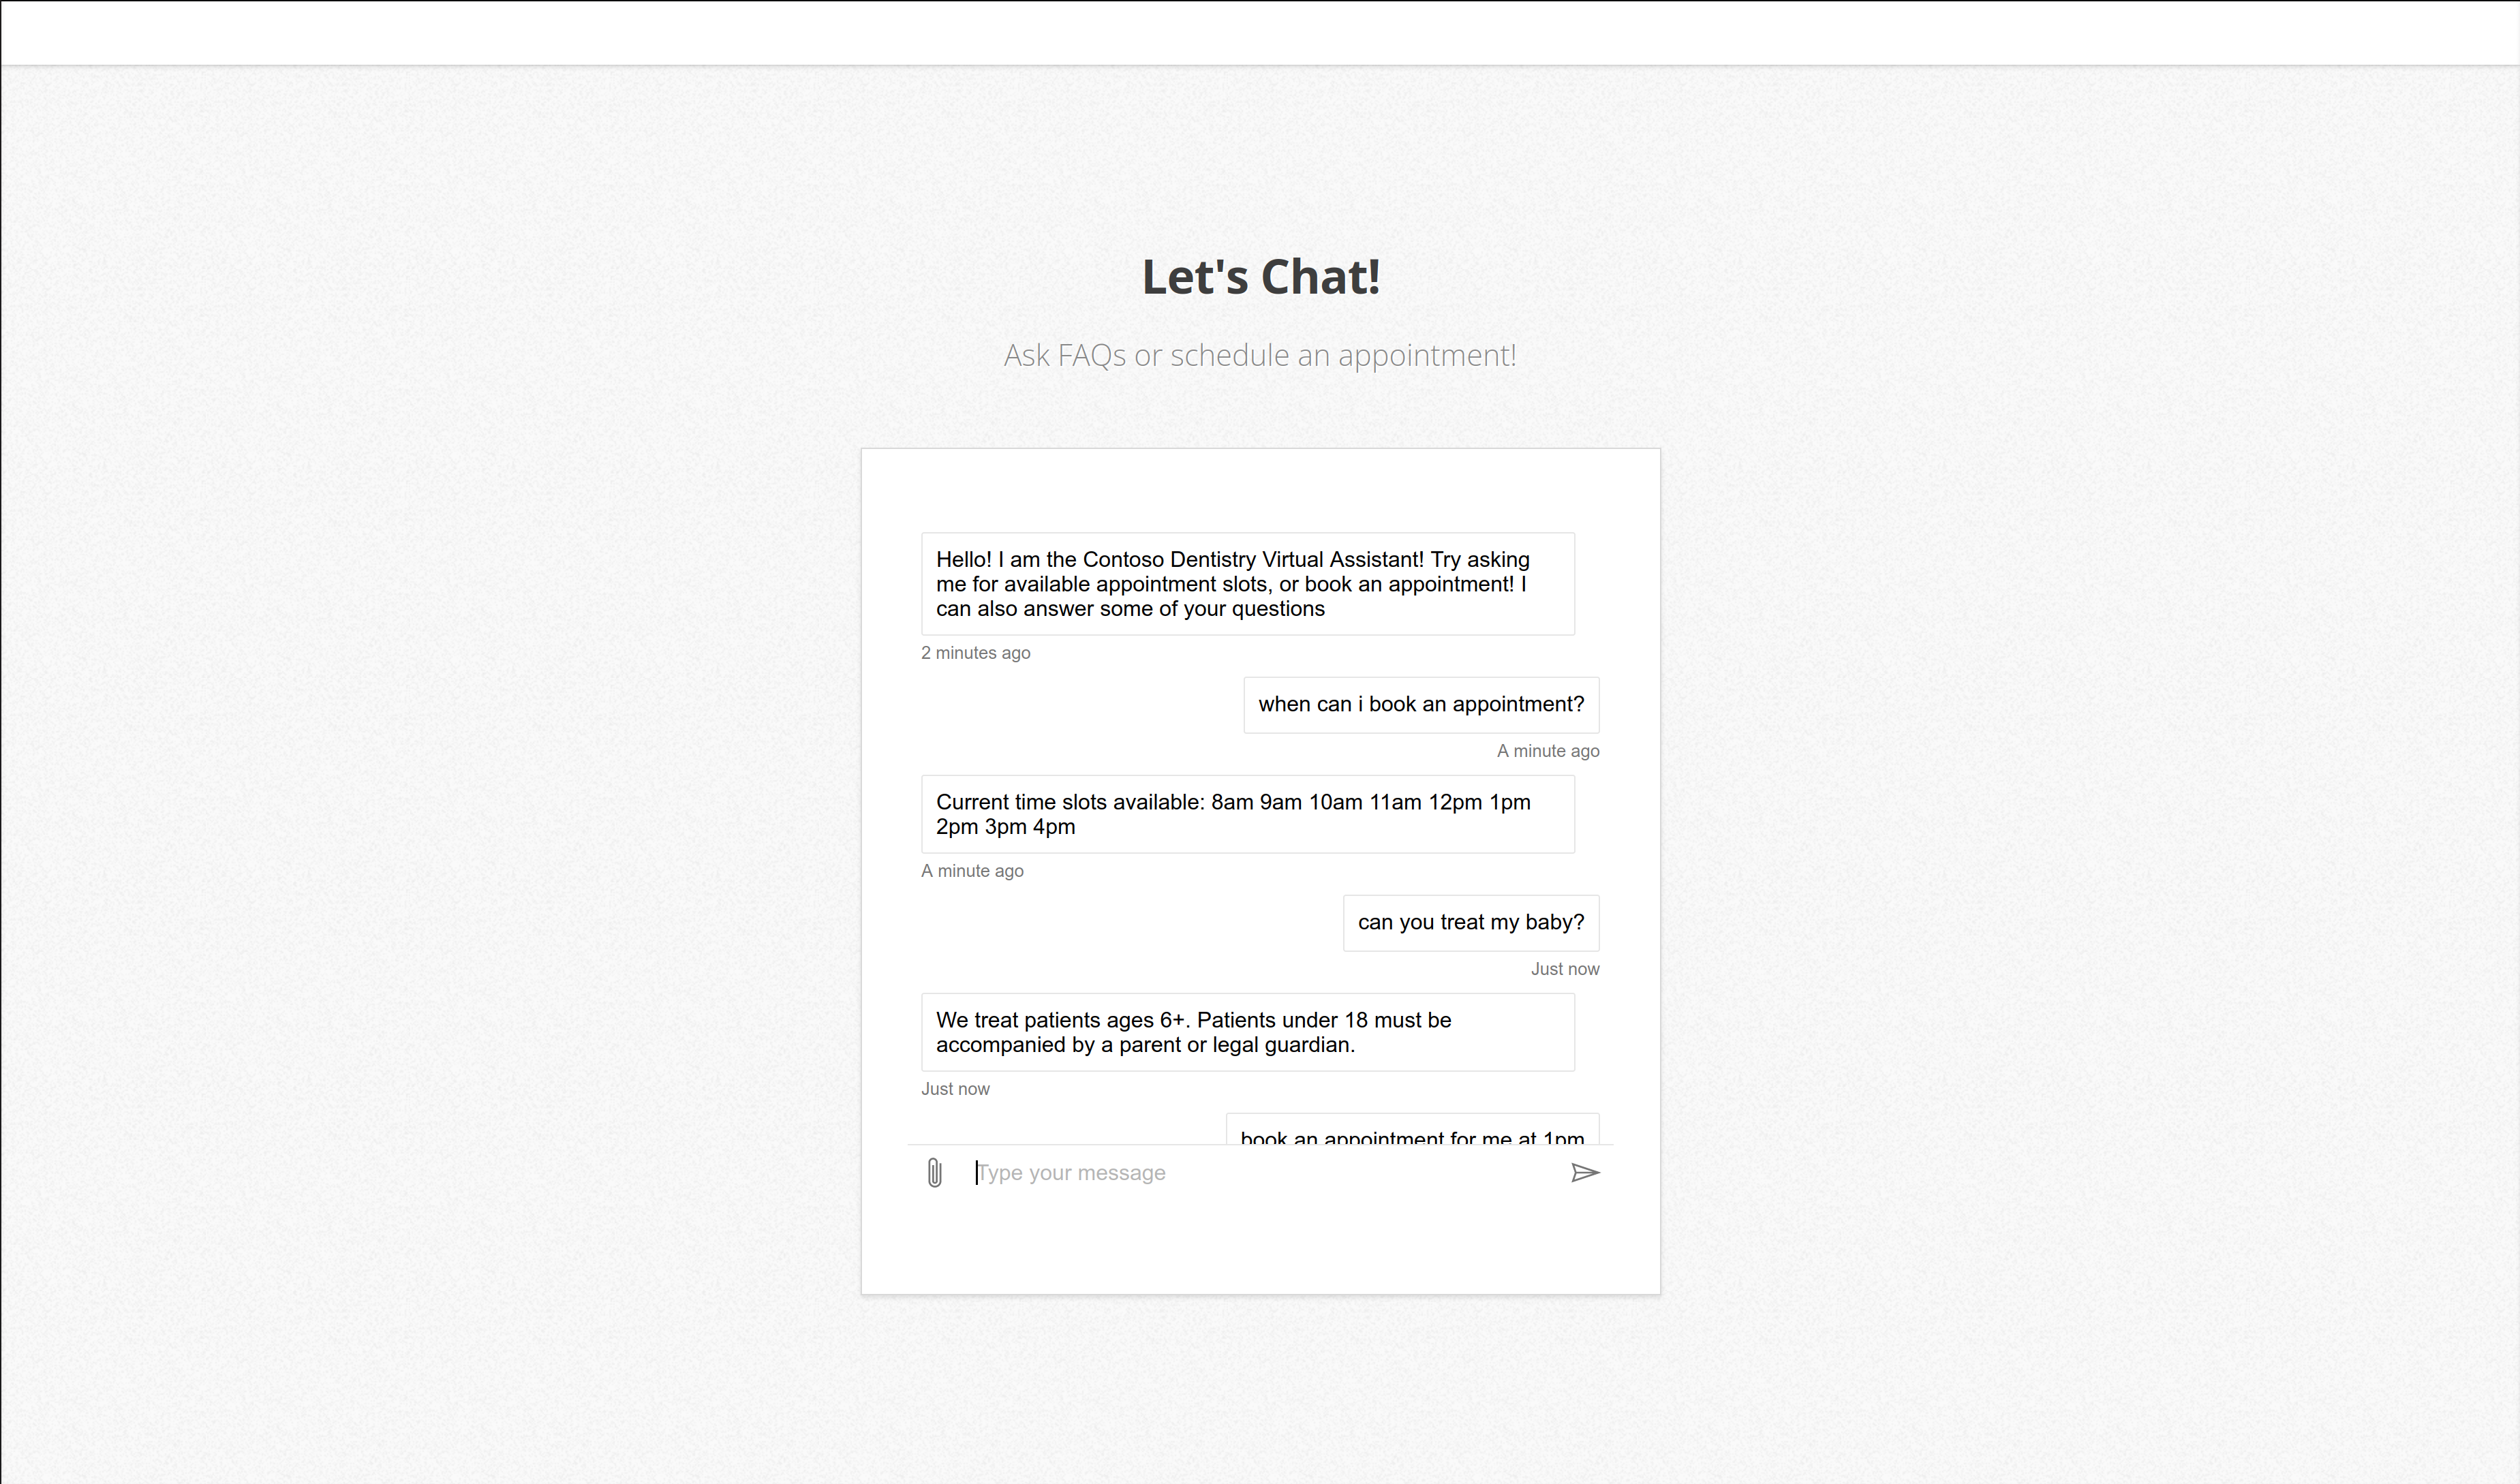 Let's Chat!
Ask FAQs or schedule an appointment!
Hello! I am the Contoso Dentistry Virtual Assistant! Try asking
me for available appointment slots, or book an appointment! I
can also answer some of your questions
2 minutes ago
when can i book an appointment?
A minute ago
Current time slots available: 8am 9am 10am 11am 12pm 1pm
2pm 3pm 4pm
A minute ago
can you treat my baby?
Just now
We treat patients ages 6+. Patients under 18 must be
accompanied by a parent or legal guardian.
Just now
book an appointment for me at 1pm
Type your message